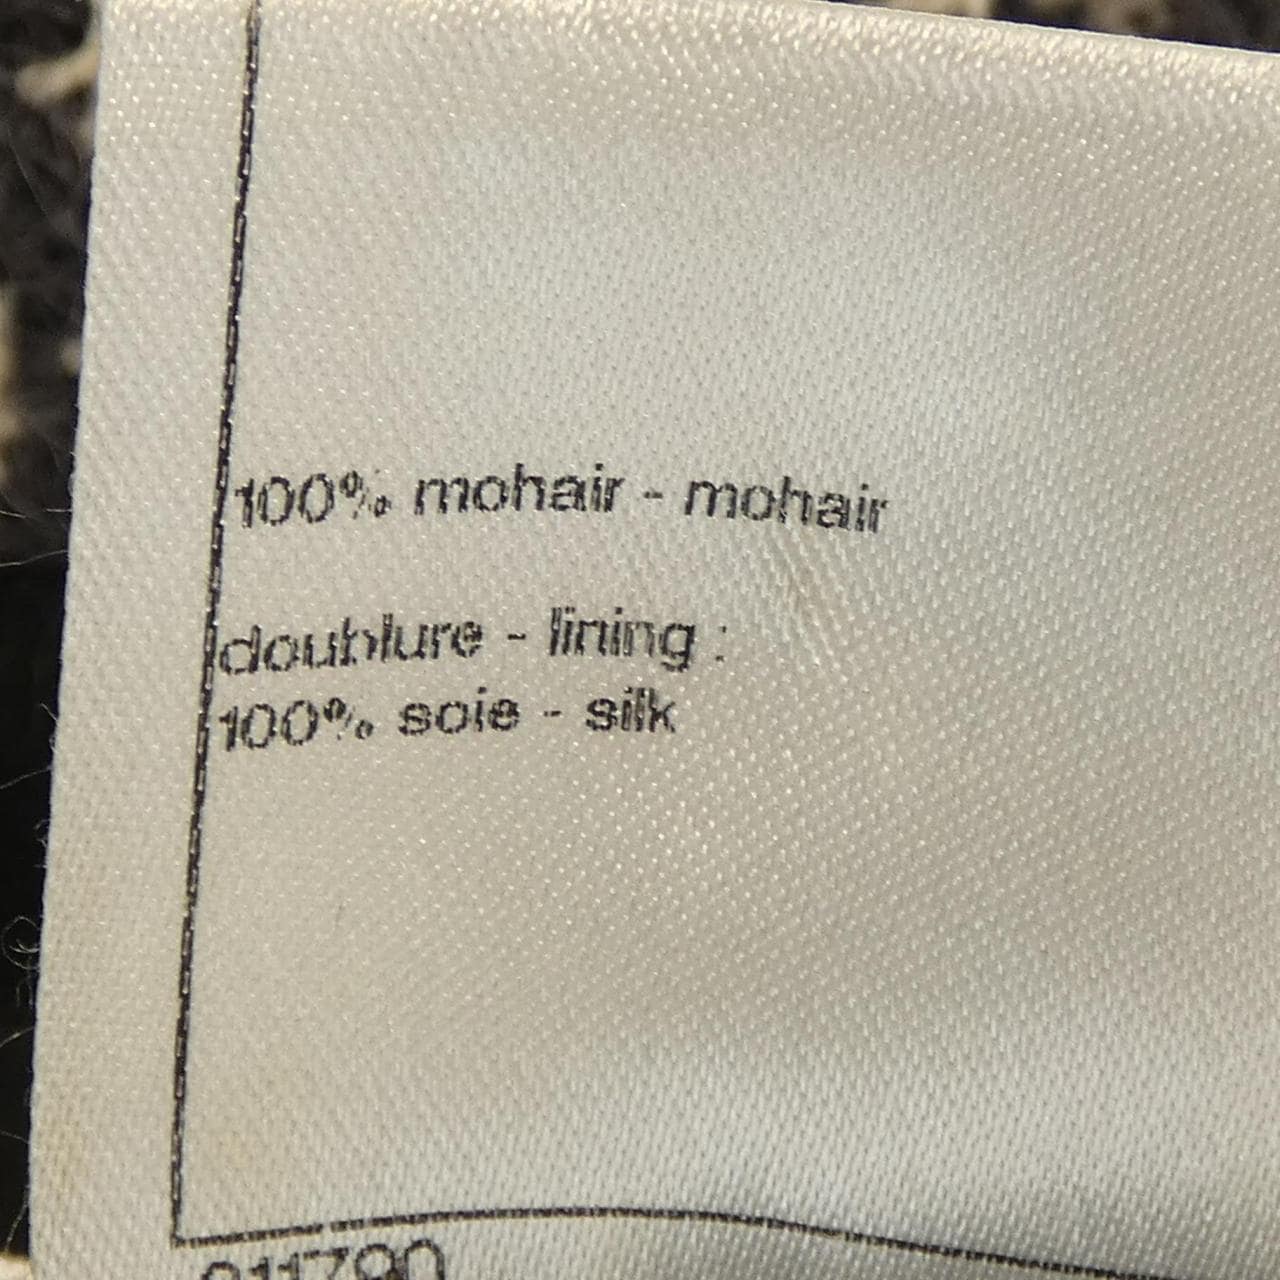 100% mohair - mohair
doublure - lining :
100% soie - silk